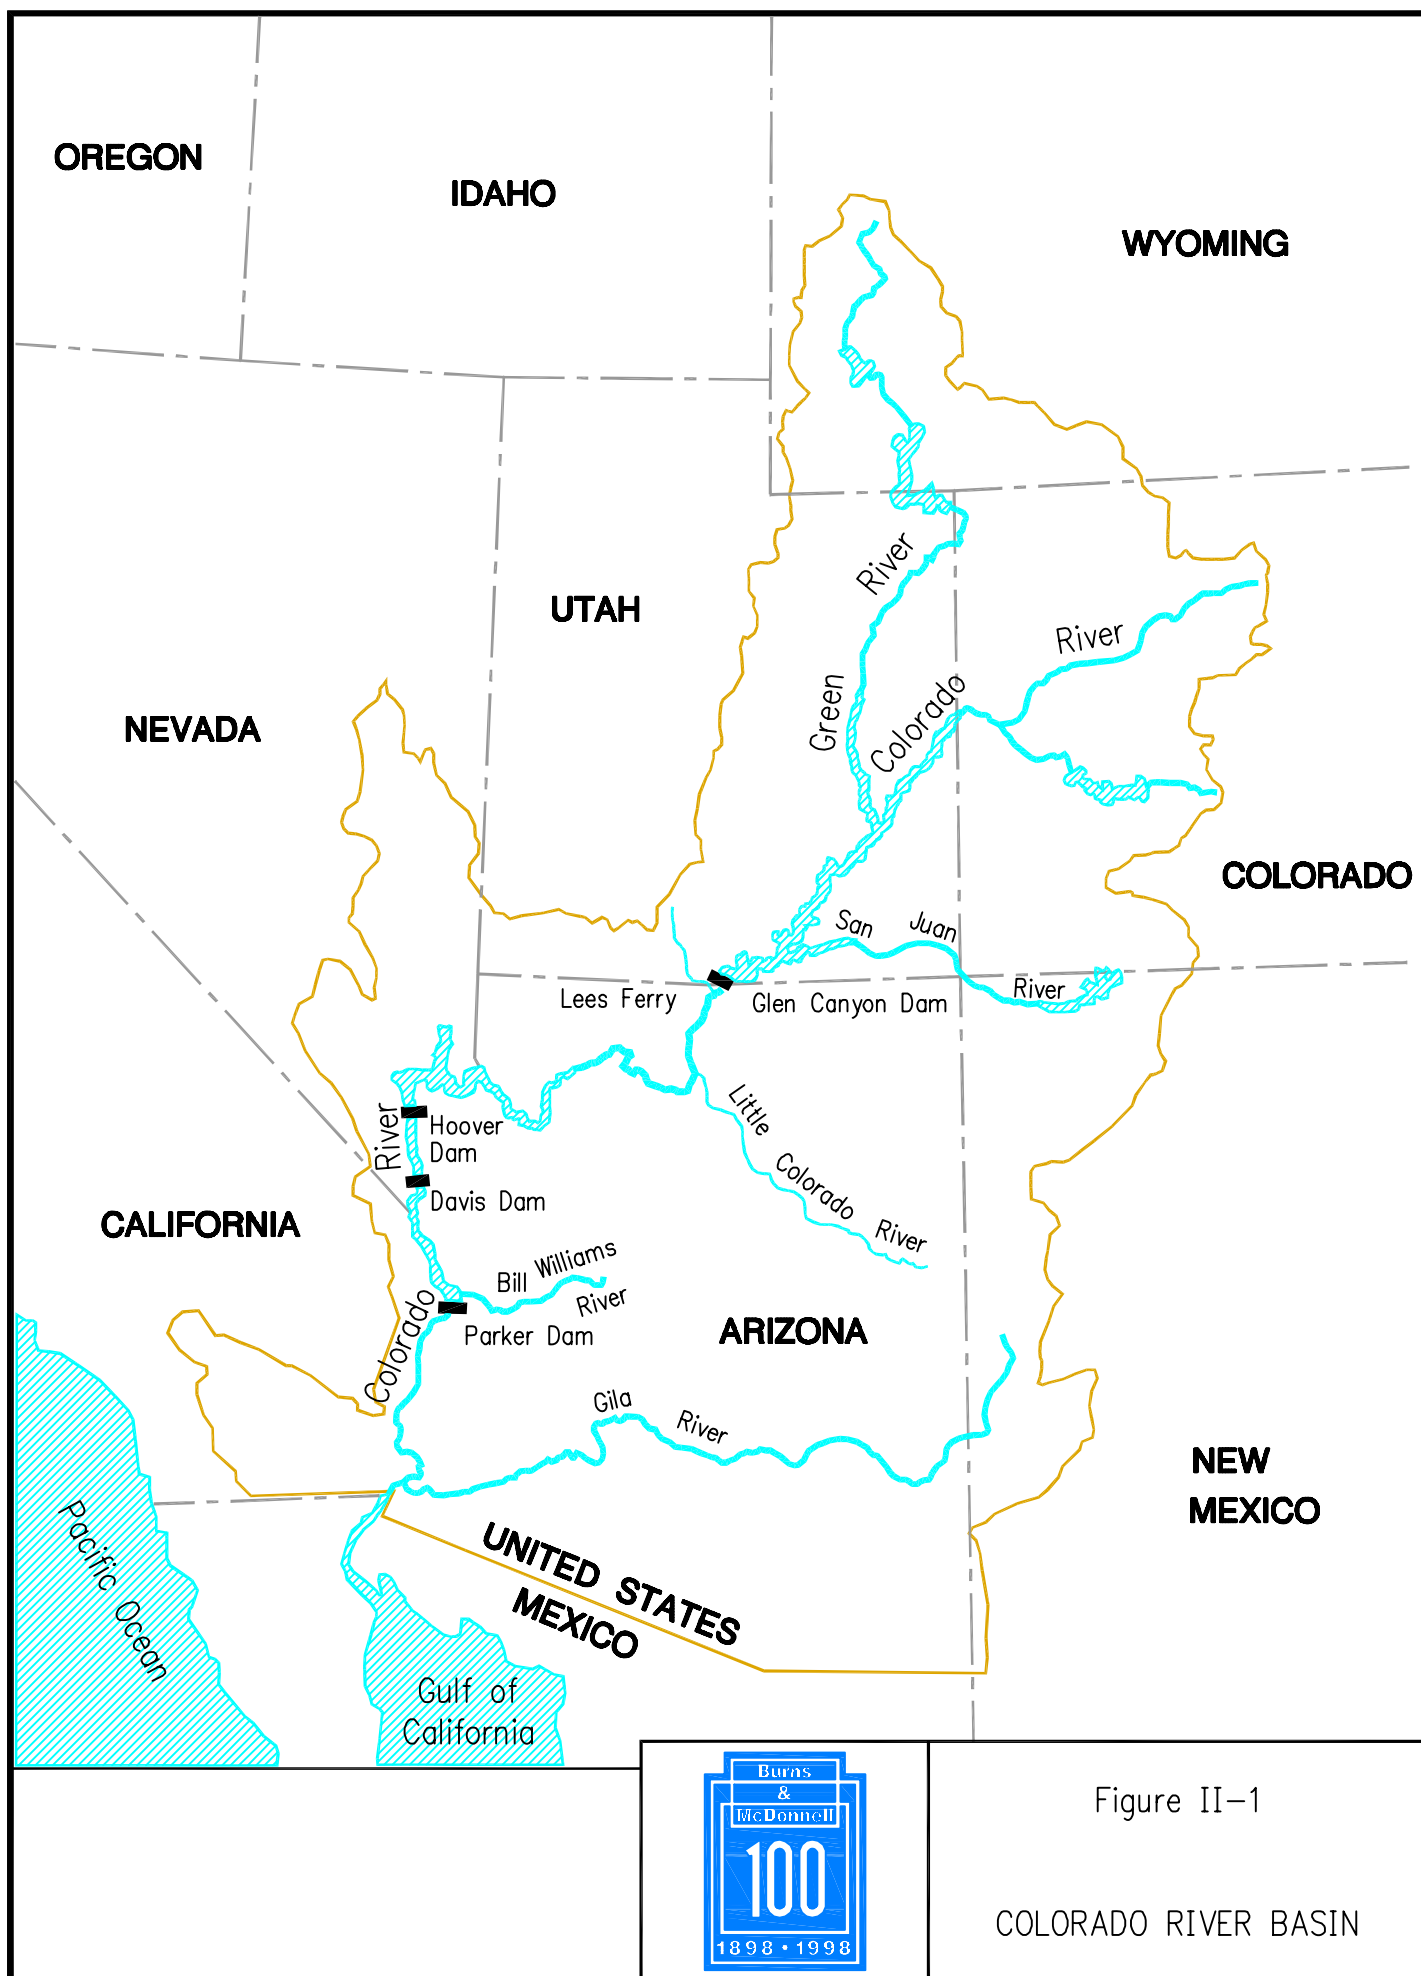 OREGON
IDAHO
WYOMING
River
UTAH
River
Green
Colorado
NEVADA
COLORADO
San Juan
River
Lees Ferry
Glen Canyon Dam
River
Hoover
Dam
Davis Dam
Little Colorado River
CALIFORNIA
Bill Williams
River
Colorado
Parker Dam
ARIZONA
Gila River
NEW
MEXICO
Pacific Ocean
UNITED STATES
MEXICO
Gulf of
California
Burns
&
McDonnell
100
1898 • 1998
Figure II-1
COLORADO RIVER BASIN